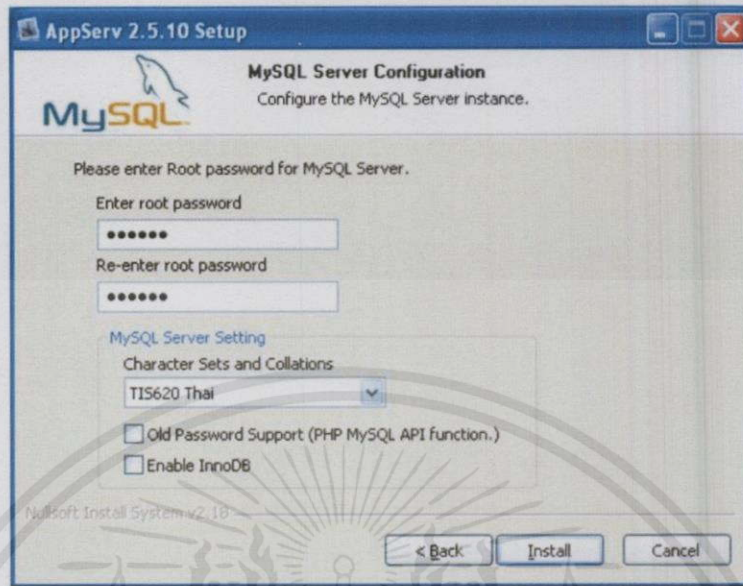 AppServ 2.5.10 Setup
MySQL Server Configuration
Configure the MySQL Server instance.
MySQL
Please enter Root password for MySQL Server.
Enter root password
••••••
Re-enter root password
••••••
MySQL Server Setting
Character Sets and Collations
TIS620 Thai
Old Password Support (PHP MySQL API function.)
Enable InnoDB
Nullsoft Install System v2.18
< Back
Install
Cancel